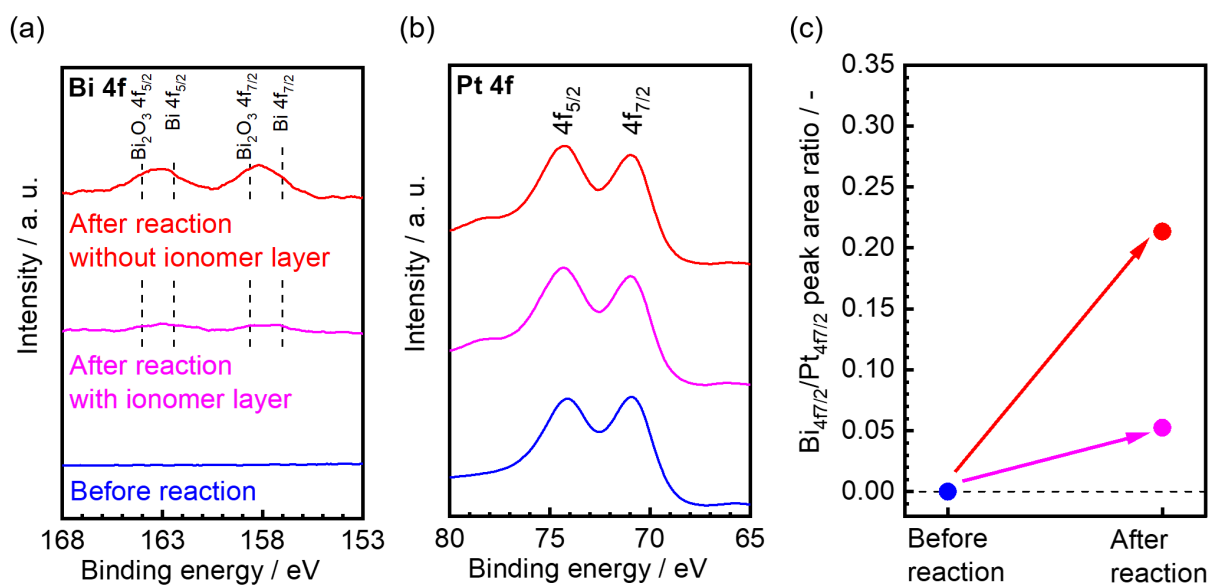 (a)
Bi 4f
Bi2O3 4f5/2
Bi 4f5/2
Bi2O3 4f7/2
Bi 4f7/2
After reaction
without ionomer layer
After reaction
with ionomer layer
Before reaction
Intensity / a. u.
168 163 158 153
Binding energy / eV
(b)
Pt 4f
4f5/2
4f7/2
Intensity / a. u.
80 75 70 65
Binding energy / eV
(c)
Bi4f7/2/Pt4f7/2 peak area ratio / -
0.35
0.30
0.25
0.20
0.15
0.10
0.05
0.00
Before
reaction
After
reaction